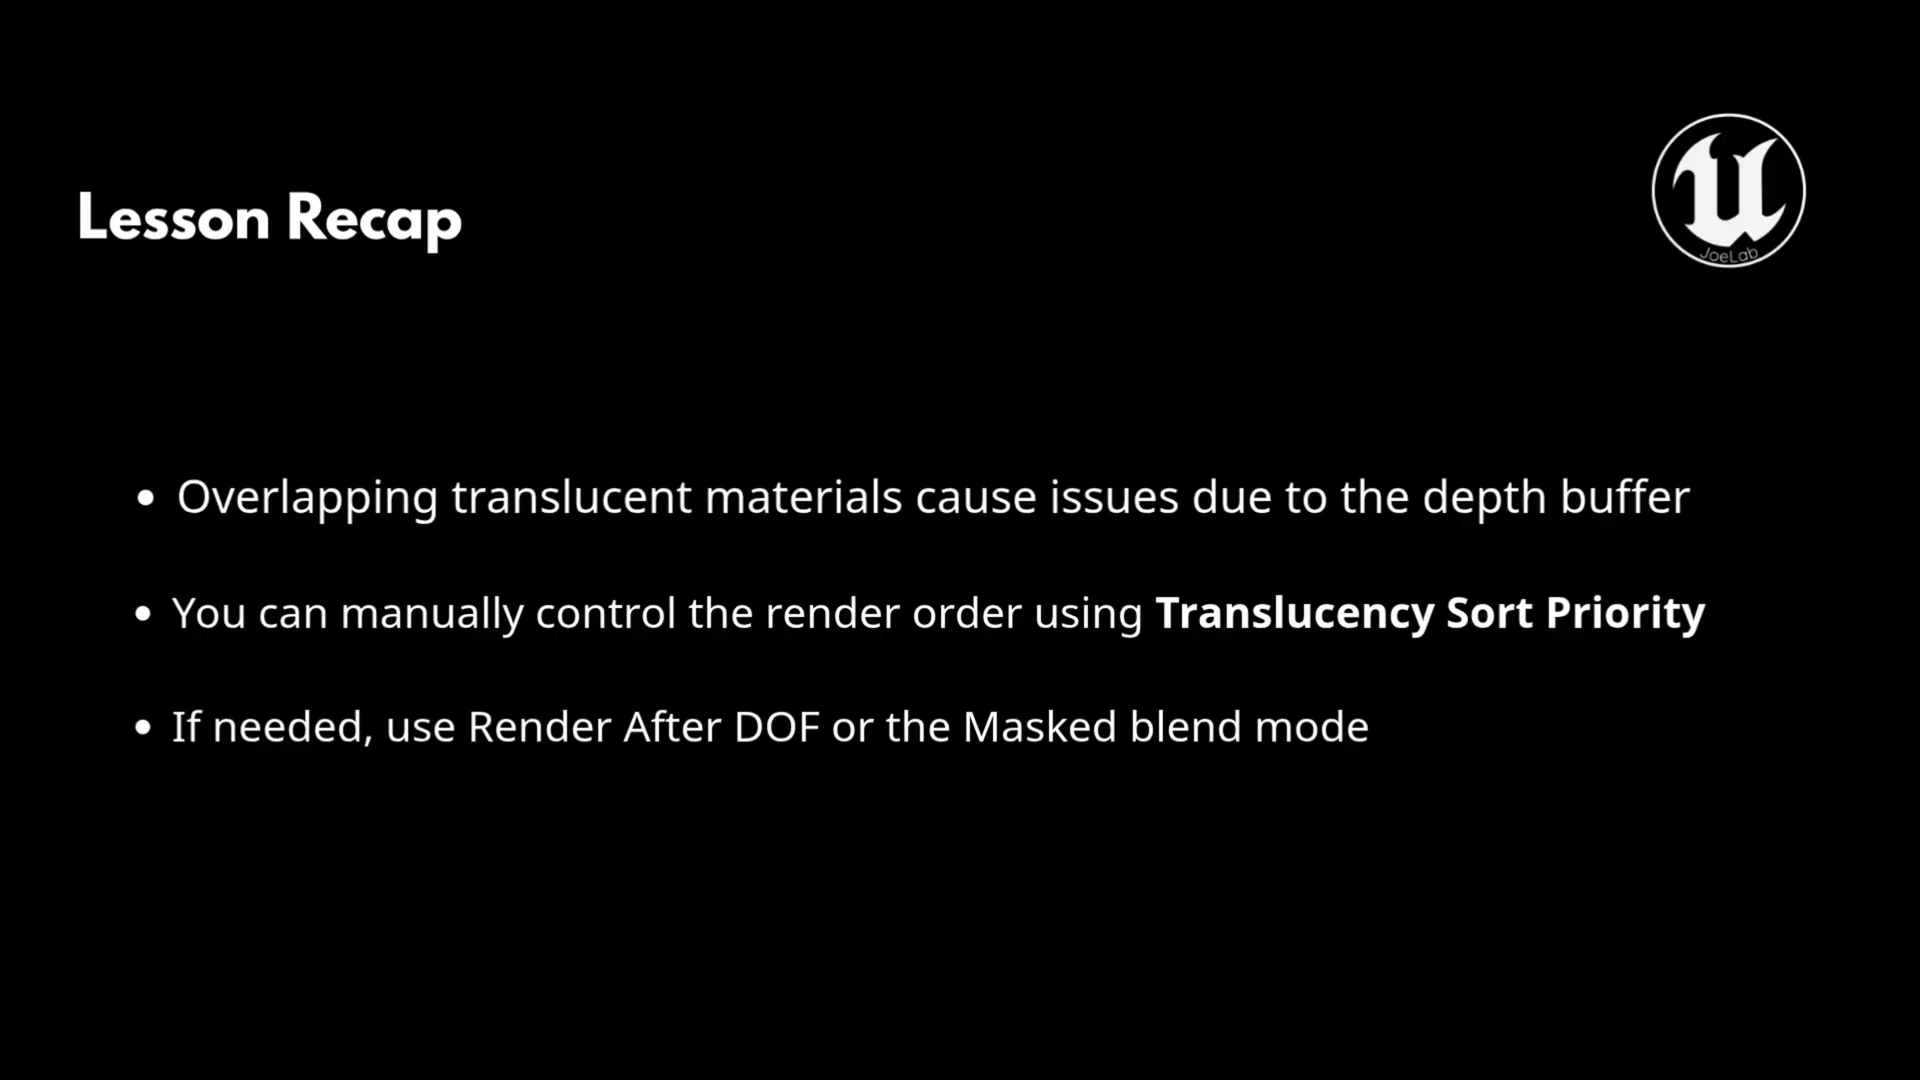 Lesson Recap
JoeLab
• Overlapping translucent materials cause issues due to the depth buffer
• You can manually control the render order using Translucency Sort Priority
• If needed, use Render After DOF or the Masked blend mode